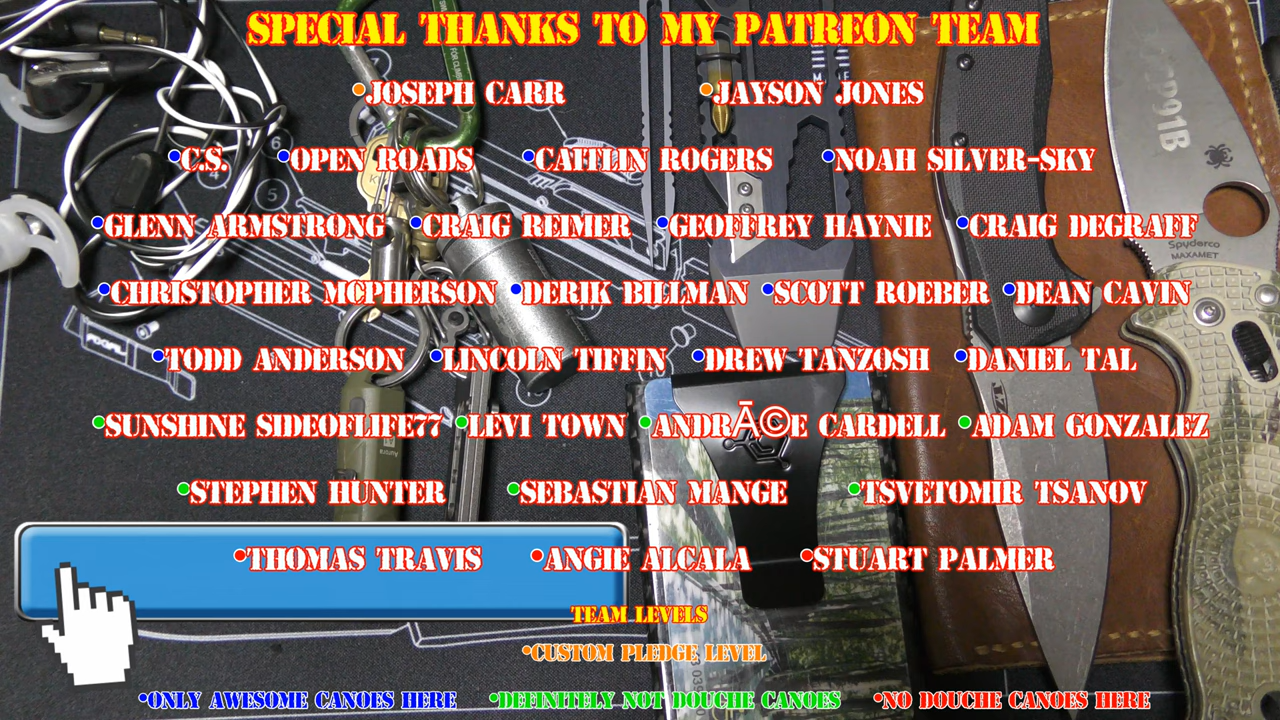 SPECIAL THANKS TO MY PATREON TEAM
•JOSEPH CARR •JAYSON JONES
•C.S. •OPEN ROADS •CAITLIN ROGERS •NOAH SILVER-SKY
•GLENN ARMSTRONG •CRAIG REIMER •GEOFFREY HAYNIE •CRAIG DEGRAFF
Spyderco
MAXAMET
•CHRISTOPHER MCPHERSON •DERIK BILLMAN •SCOTT ROEBER •DEAN CAVIN
•TODD ANDERSON •LINCOLN TIFFIN •DREW TANZOSH •DANIEL TAL
•SUNSHINE SIDEOFLIFE77 •LEVI TOWN •ANDRÃ©E CARDELL •ADAM GONZALEZ
•STEPHEN HUNTER •SEBASTIAN MANGE •TSVETOMIR TSANOV
•THOMAS TRAVIS •ANGIE ALCALA •STUART PALMER
TEAM LEVELS
•CUSTOM PLEDGE LEVEL
•ONLY AWESOME CANOES HERE •DEFINITELY NOT DOUCHE CANOES •NO DOUCHE CANOES HERE